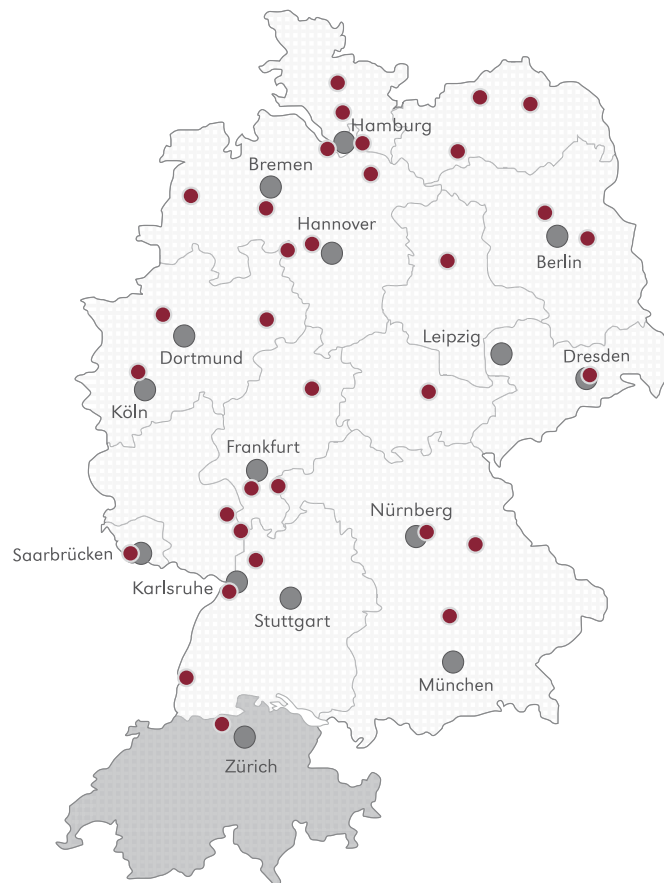 Hamburg
Bremen
Hannover
Berlin
Leipzig
Dortmund
Dresden
Köln
Frankfurt
Nürnberg
Saarbrücken
Karlsruhe
Stuttgart
München
Zürich